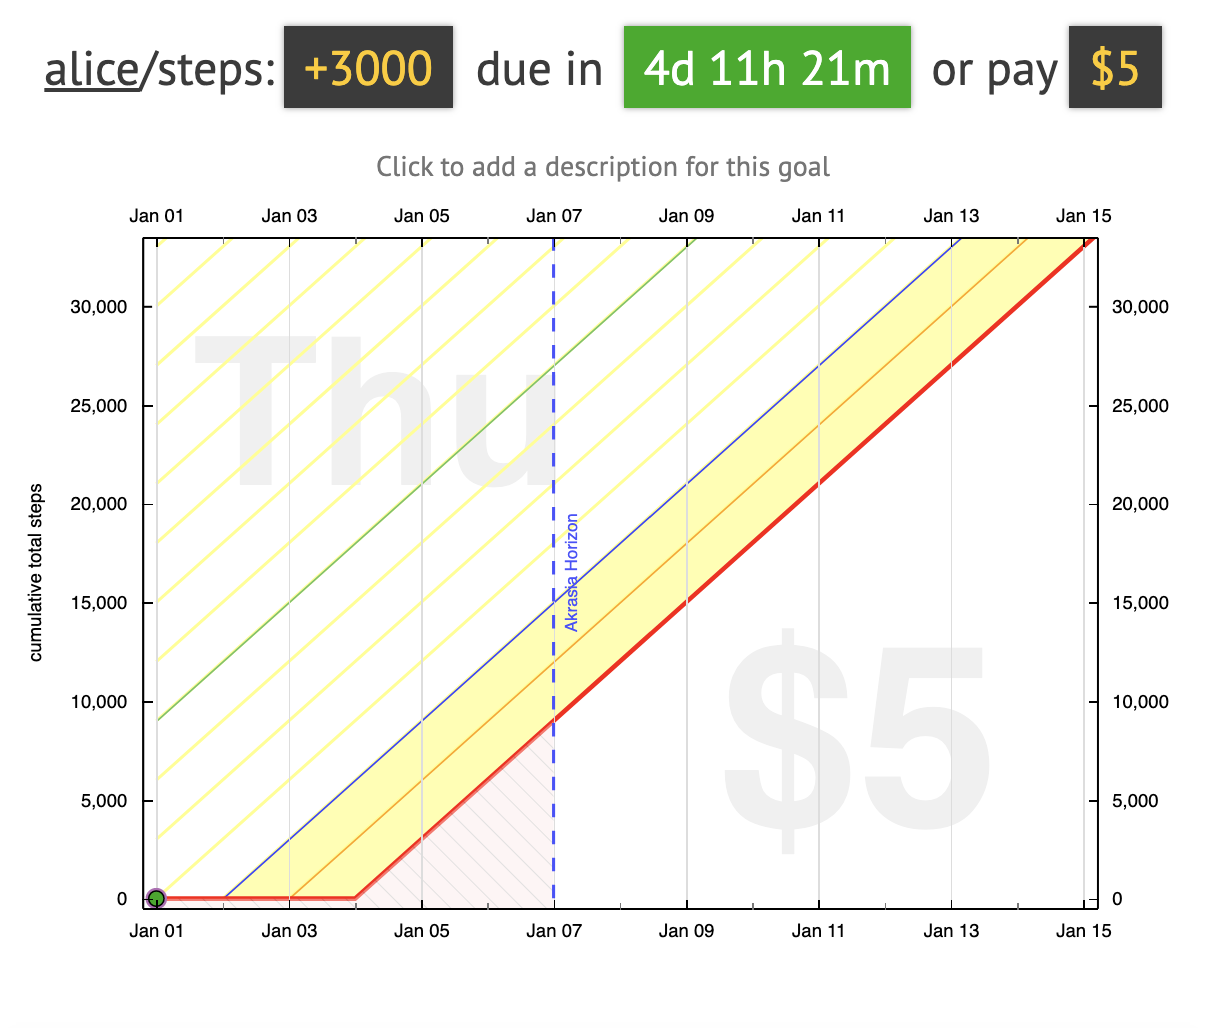 alice/steps: +3000 due in 4d 11h 21m or pay $5
Click to add a description for this goal
Jan 01 Jan 03 Jan 05 Jan 07 Jan 09 Jan 11 Jan 13 Jan 15
30,000 30,000
Thu
25,000 25,000
20,000 20,000
cumulative total steps
Akrasia Horizon
15,000 15,000
$5
10,000 10,000
5,000 5,000
0 0
Jan 01 Jan 03 Jan 05 Jan 07 Jan 09 Jan 11 Jan 13 Jan 15